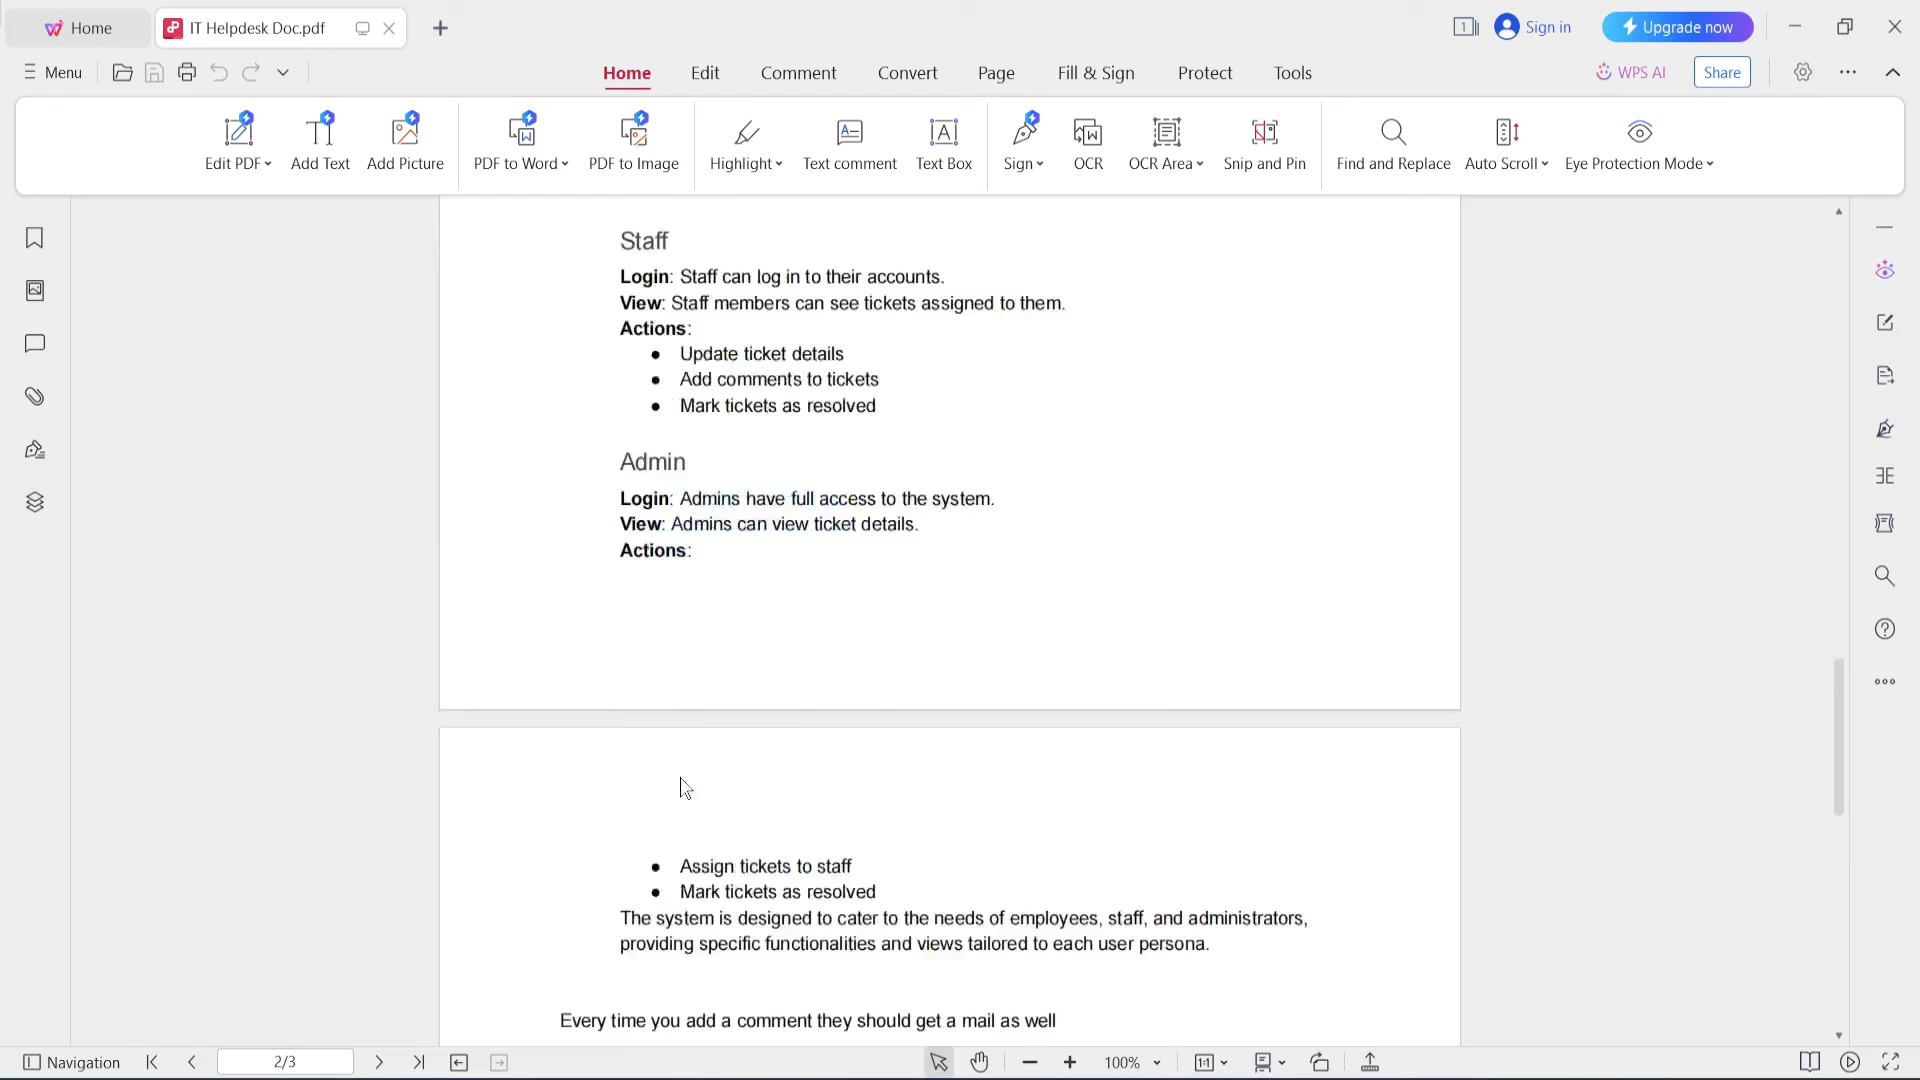 Home
IT Helpdesk Doc.pdf
1
Sign in
Upgrade now
Menu
Home Edit Comment Convert Page Fill & Sign Protect Tools
WPS AI
Share
Edit PDF Add Text Add Picture PDF to Word PDF to Image Highlight Text comment Text Box Sign OCR OCR Area Snip and Pin Find and Replace Auto Scroll Eye Protection Mode
Staff
Login: Staff can log in to their accounts.
View: Staff members can see tickets assigned to them.
Actions:
● Update ticket details
● Add comments to tickets
● Mark tickets as resolved
Admin
Login: Admins have full access to the system.
View: Admins can view ticket details.
Actions:
● Assign tickets to staff
● Mark tickets as resolved
The system is designed to cater to the needs of employees, staff, and administrators,
providing specific functionalities and views tailored to each user persona.
Every time you add a comment they should get a mail as well
Navigation 2/3 100%